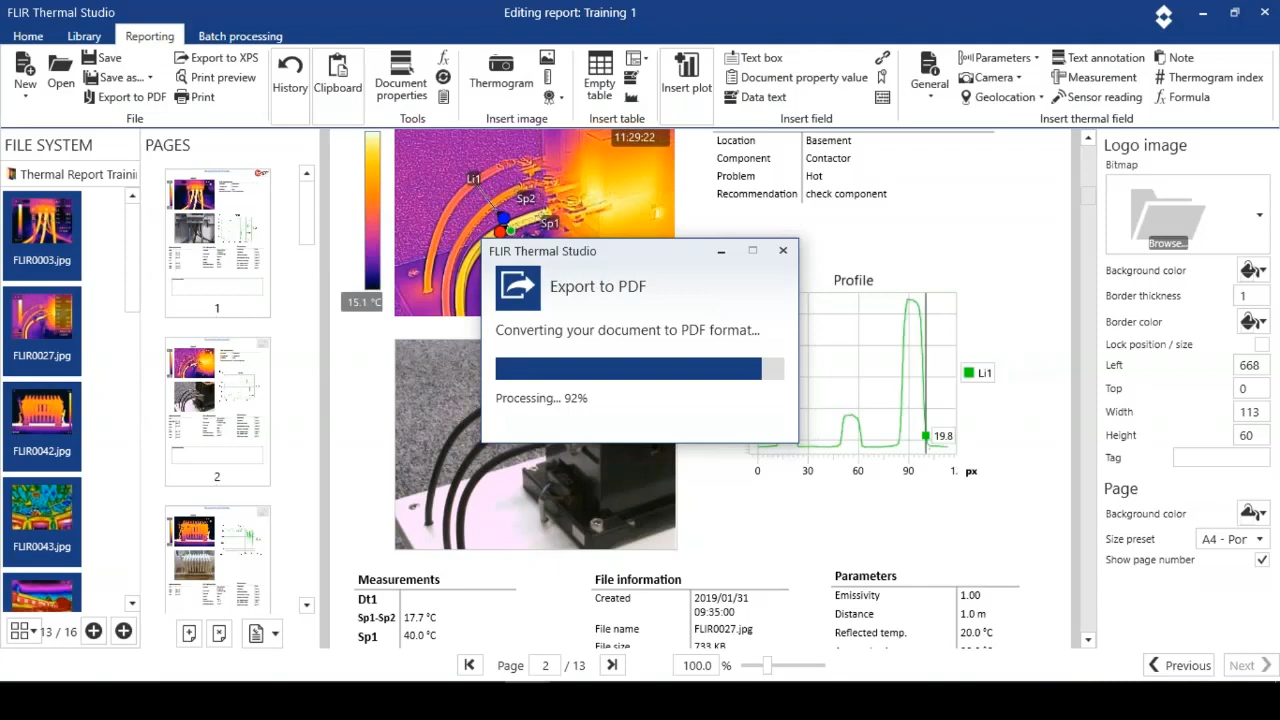 FLIR Thermal Studio
Editing report: Training 1
Home
Library
Reporting
Batch processing
New
Open
Save
Save as...
Export to PDF
Export to XPS
Print preview
Print
File
History
Clipboard
Document properties
Tools
Thermogram
Insert image
Empty table
Insert table
Insert plot
Text box
Document property value
Data text
Insert field
General
Parameters
Camera
Geolocation
Text annotation
Measurement
Sensor reading
Note
Thermogram index
Formula
Insert thermal field
FILE SYSTEM
Thermal Report Traini
FLIR0003.jpg
FLIR0027.jpg
FLIR0042.jpg
FLIR0043.jpg
13 / 16
PAGES
1
2
11:29:22
Li1
Sp2
Sp1
15.1 °C
Location Basement
Component Contactor
Problem Hot
Recommendation check component
FLIR Thermal Studio
Export to PDF
Converting your document to PDF format...
Processing... 92%
Profile
Li1
19.8
0 30 60 90 1. px
Measurements
Dt1
Sp1-Sp2 17.7 °C
Sp1 40.0 °C
File information
Created 2019/01/31
09:35:00
File name FLIR0027.jpg
File size 733 KB
Parameters
Emissivity 1.00
Distance 1.0 m
Reflected temp. 20.0 °C
Page 2 / 13
100.0 %
Previous
Next
Logo image
Bitmap
Browse...
Background color
Border thickness 1
Border color
Lock position / size
Left 668
Top 0
Width 113
Height 60
Tag
Page
Background color
Size preset A4 - Por
Show page number